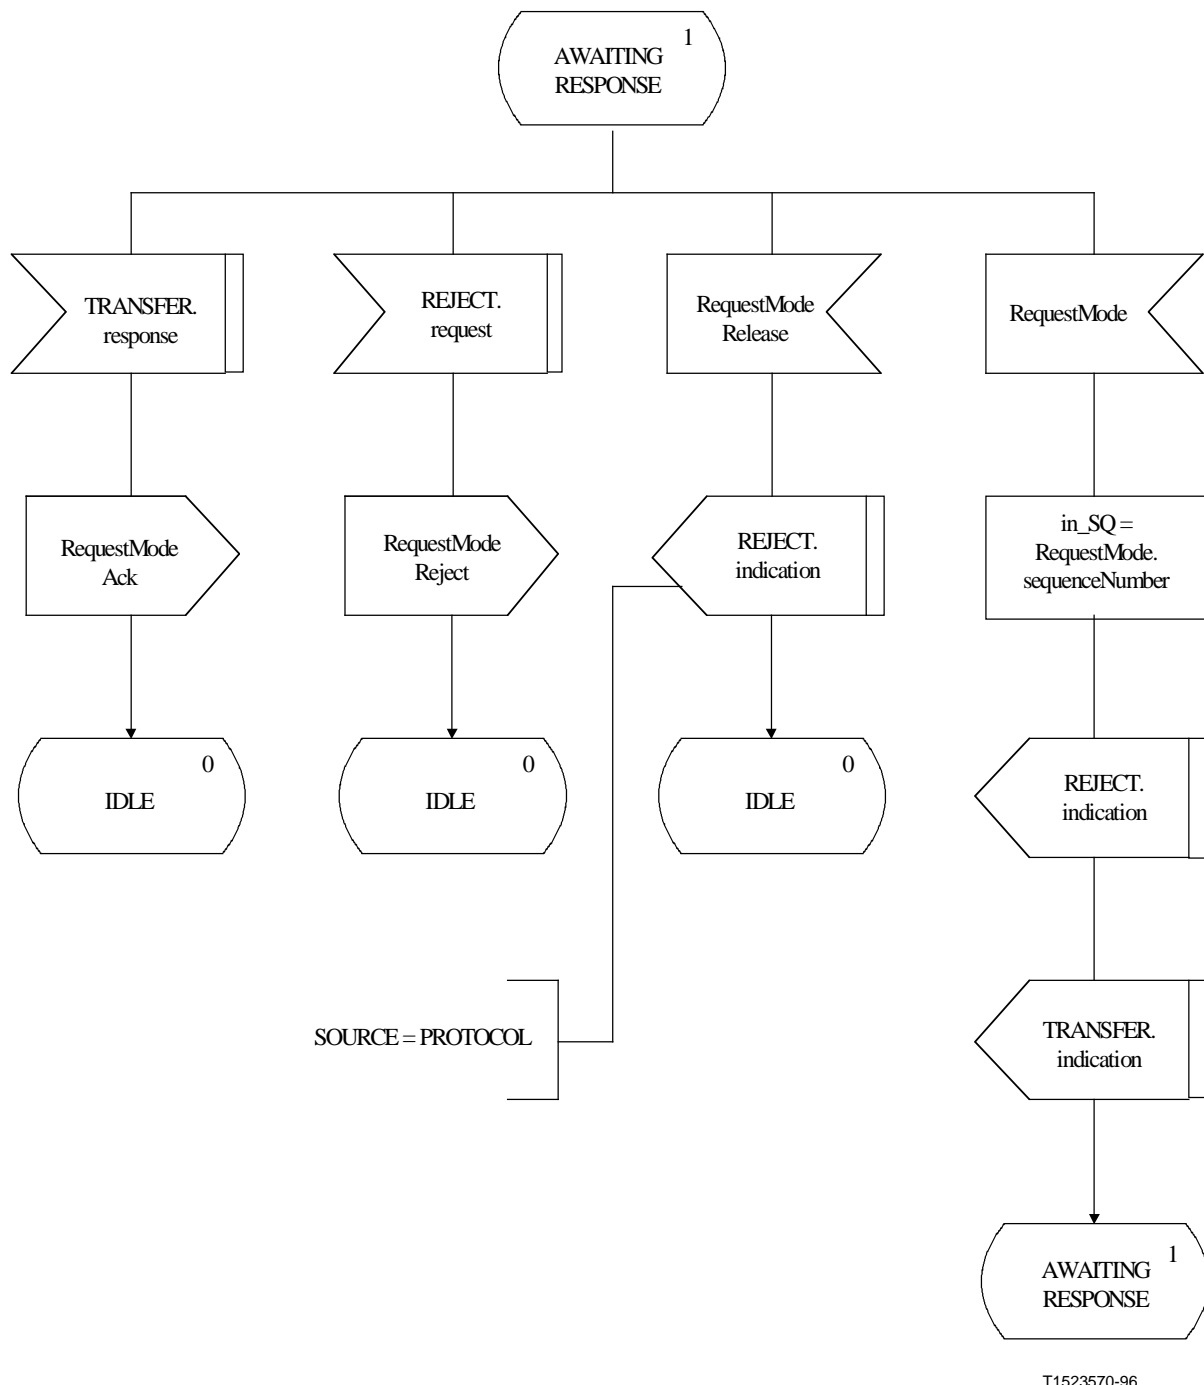 1
AWAITING
RESPONSE
TRANSFER.
response
REJECT.
request
RequestMode
Release
RequestMode
RequestMode
Ack
RequestMode
Reject
REJECT.
indication
in_SQ =
RequestMode.
sequenceNumber
0
IDLE
0
IDLE
0
IDLE
REJECT.
indication
SOURCE = PROTOCOL
TRANSFER.
indication
1
AWAITING
RESPONSE
T1523570-96